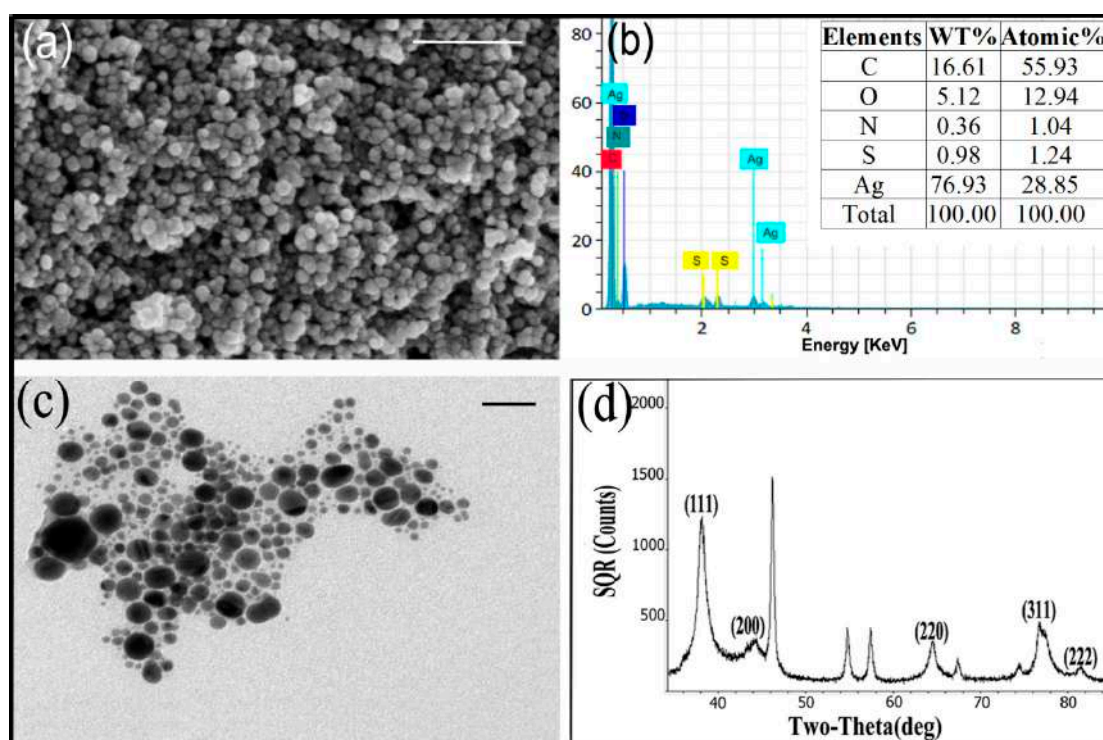 (a)
(b)
80
60
40
20
0
2
4
6
8
Energy [KeV]
Ag
N
Ag
Ag
S
S
Elements WT% Atomic%
C 16.61 55.93
O 5.12 12.94
N 0.36 1.04
S 0.98 1.24
Ag 76.93 28.85
Total 100.00 100.00
(c)
(d)
2000
1500
1000
500
SQR (Counts)
(111)
(200)
(220)
(311)
(222)
40
50
60
70
80
Two-Theta(deg)